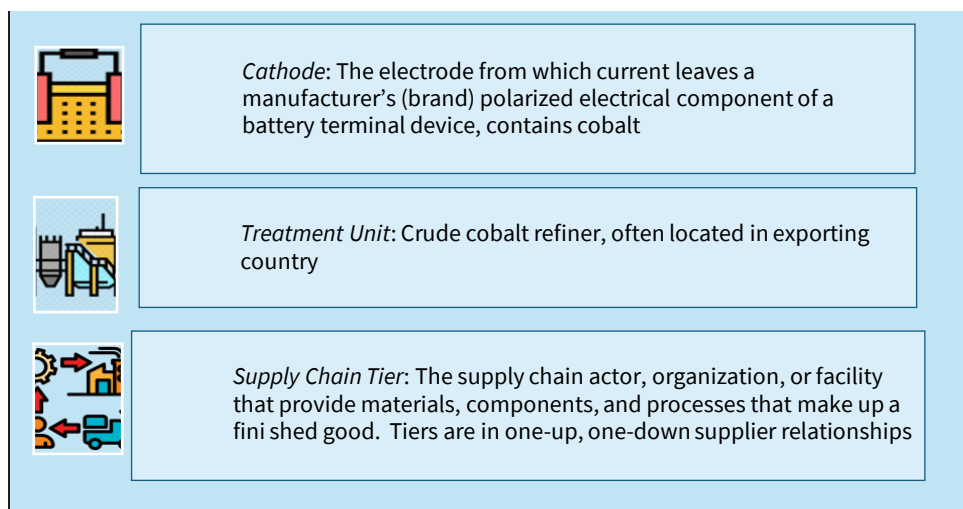 Cathode: The electrode from which current leaves a
manufacturer’s (brand) polarized electrical component of a
battery terminal device, contains cobalt
Treatment Unit: Crude cobalt refiner, often located in exporting
country
Supply Chain Tier: The supply chain actor, organization, or facility
that provide materials, components, and processes that make up a
fini shed good.  Tiers are in one-up, one-down supplier relationships